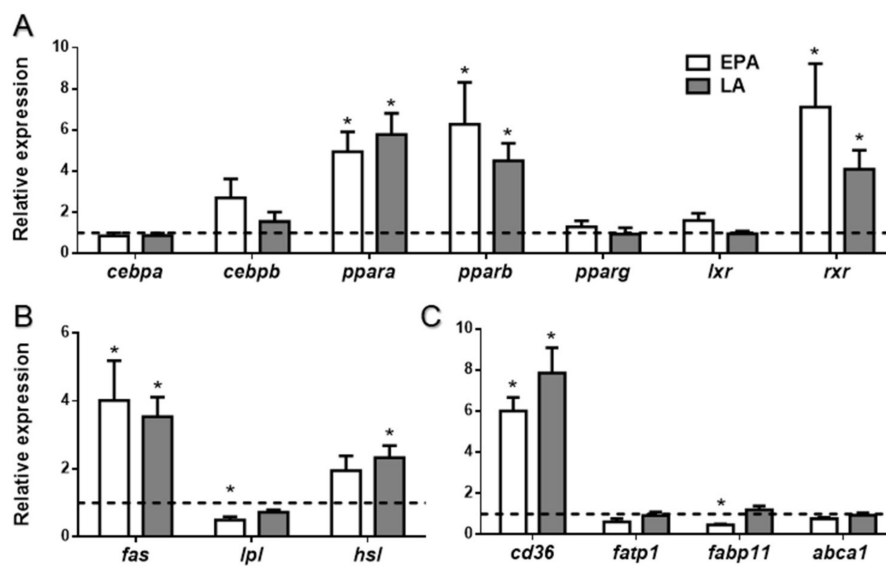 A
Relative expression
10
8
6
4
2
0
EPA
LA
* * * * * *
cebpa cebpb ppara pparb pparg lxr rxr
B
Relative expression
6
4
2
0
* * * *
fas lpl hsl
C
10
8
6
4
2
0
* * *
cd36 fatp1 fabp11 abca1